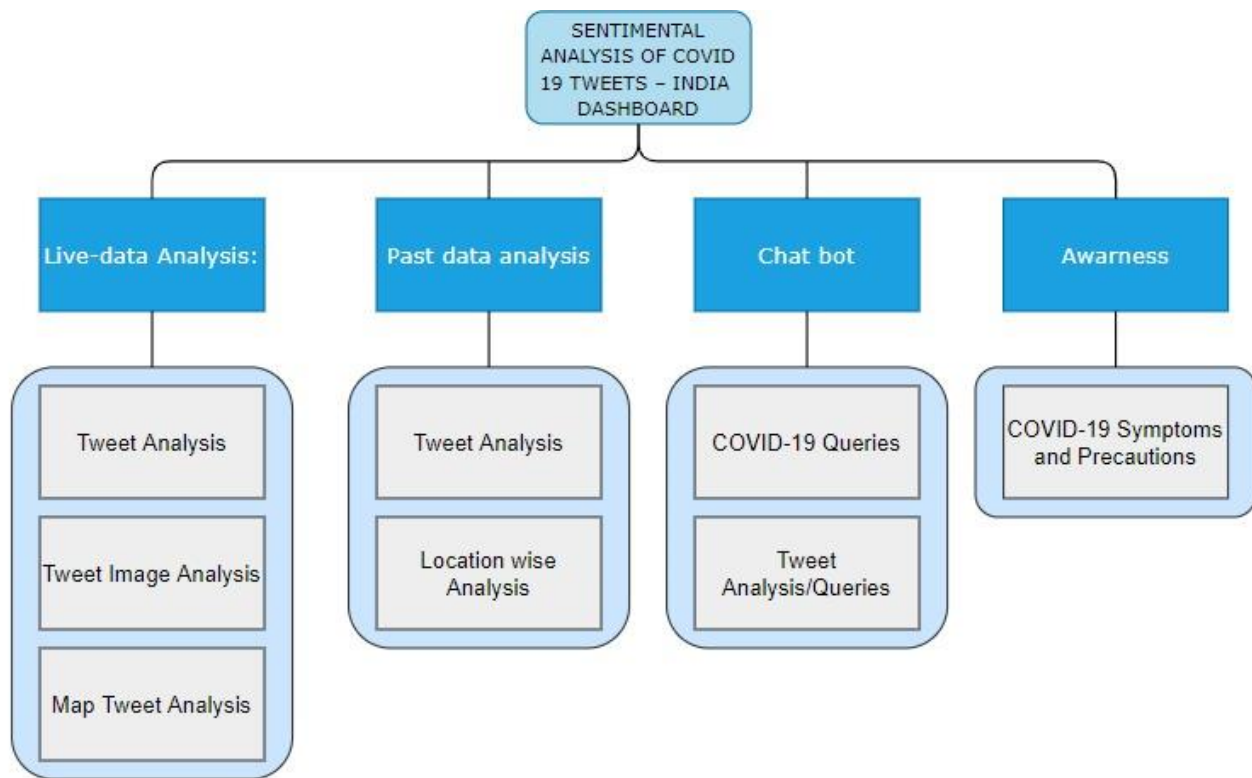 SENTIMENTAL
ANALYSIS OF COVID
19 TWEETS – INDIA
DASHBOARD
Live-data Analysis:
Past data analysis
Chat bot
Awarness
Tweet Analysis
Tweet Image Analysis
Map Tweet Analysis
Tweet Analysis
Location wise
Analysis
COVID-19 Queries
Tweet
Analysis/Queries
COVID-19 Symptoms
and Precautions